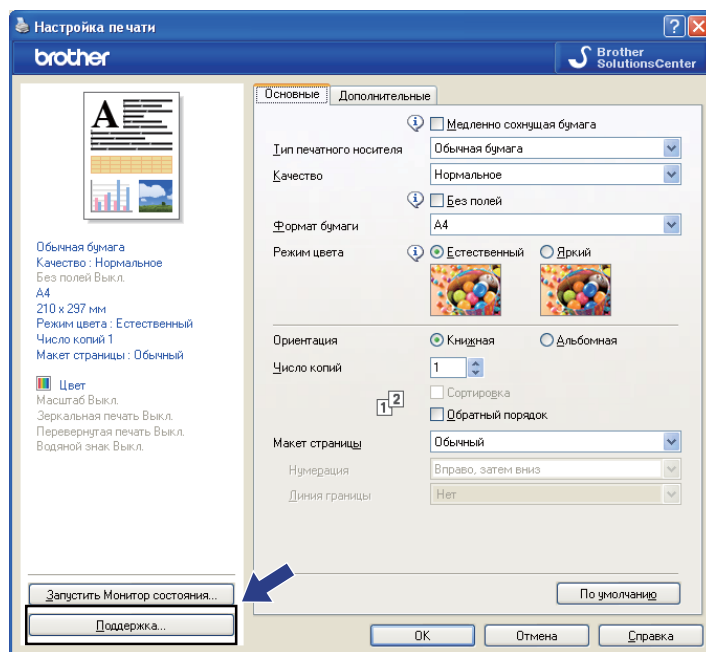 Настройка печати
brother
Brother
SolutionsCenter
A
Обычная бумага
Качество : Нормальное
Без полей Выкл.
A4
210 x 297 мм
Режим цвета : Естественный
Число копий 1
Макет страницы : Обычный
Цвет
Масштаб Выкл.
Зеркальная печать Выкл.
Перевернутая печать Выкл.
Водяной знак Выкл.
Запустить Монитор состояния...
Поддержка...
Основные Дополнительные
Медленно сохнущая бумага
Тип печатного носителя Обычная бумага
Качество Нормальное
Без полей
Формат бумаги A4
Режим цвета Естественный Яркий
Ориентация Книжная Альбомная
Число копий 1
Сортировка
1 2
Обратный порядок
Макет страницы Обычный
Нумерация Вправо, затем вниз
Линия границы Нет
По умолчанию
OK Отмена Справка